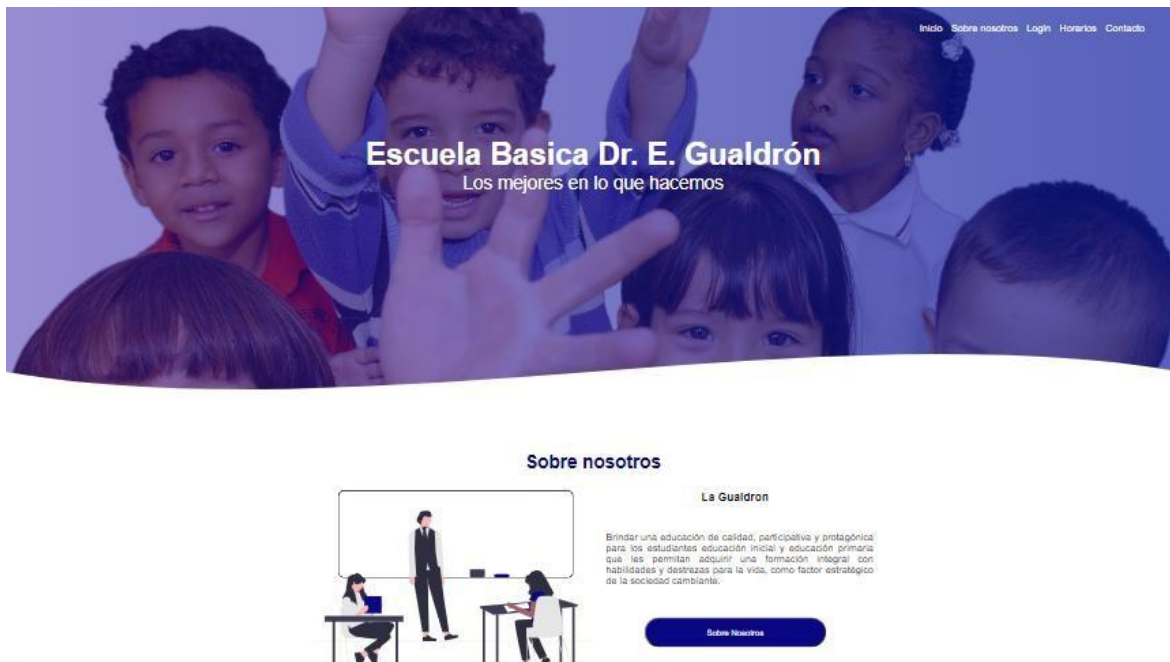 Inicio Sobre nosotros Login Horarios Contacto
Escuela Basica Dr. E. Gualdrón
Los mejores en lo que hacemos
Sobre nosotros
La Gualdron
Brindar una educación de calidad, participativa y protagónica
para los estudiantes educación inicial y educación primaria
que les permitan adquirir una formación integral con
habilidades y destrezas para la vida, como factor estratégico
de la sociedad cambiante.
Sobre Nosotros